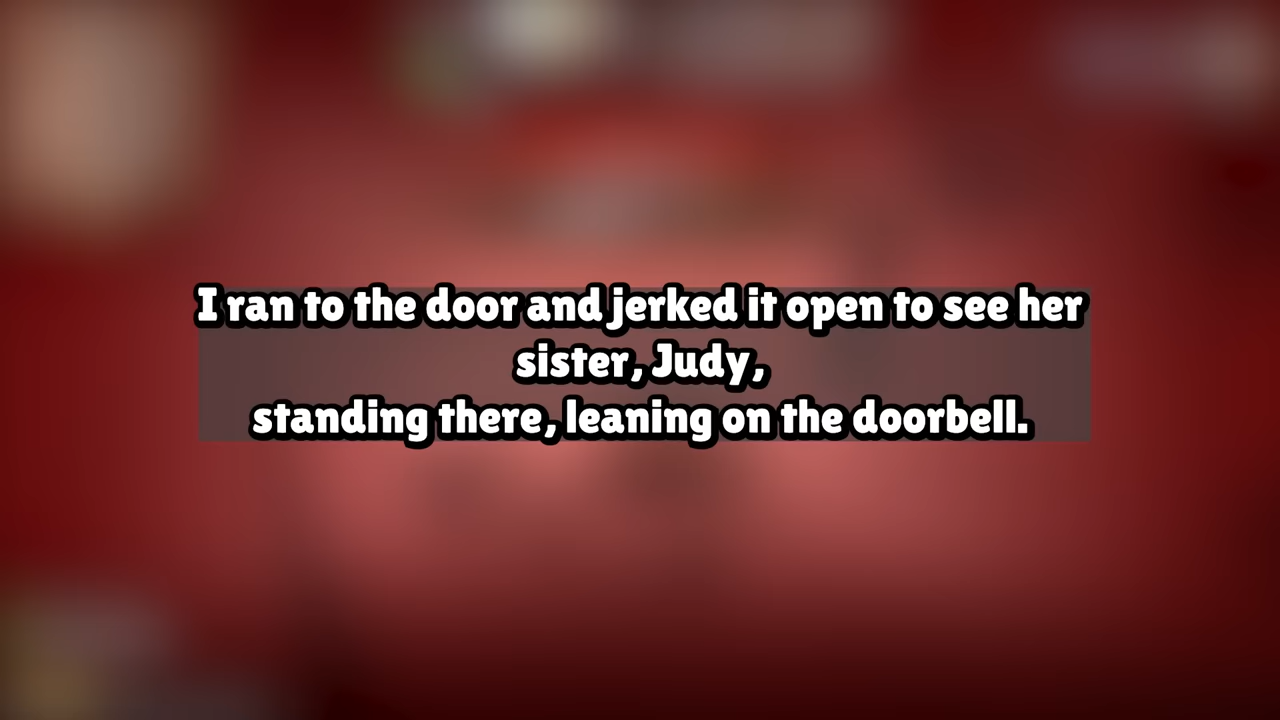 I ran to the door and jerked it open to see her
sister, Judy,
standing there, leaning on the doorbell.